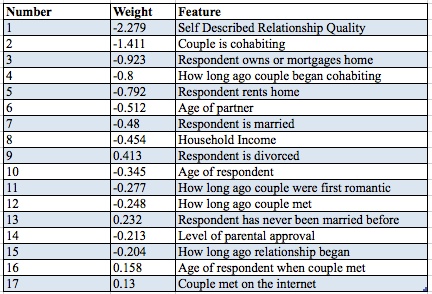 Number Weight Feature
1 -2.279 Self Described Relationship Quality
2 -1.411 Couple is cohabiting
3 -0.923 Respondent owns or mortgages home
4 -0.8 How long ago couple began cohabiting
5 -0.792 Respondent rents home
6 -0.512 Age of partner
7 -0.48 Respondent is married
8 -0.454 Household Income
9 0.413 Respondent is divorced
10 -0.345 Age of respondent
11 -0.277 How long ago couple were first romantic
12 -0.248 How long ago couple met
13 0.232 Respondent has never been married before
14 -0.213 Level of parental approval
15 -0.204 How long ago relationship began
16 0.158 Age of respondent when couple met
17 0.13 Couple met on the internet